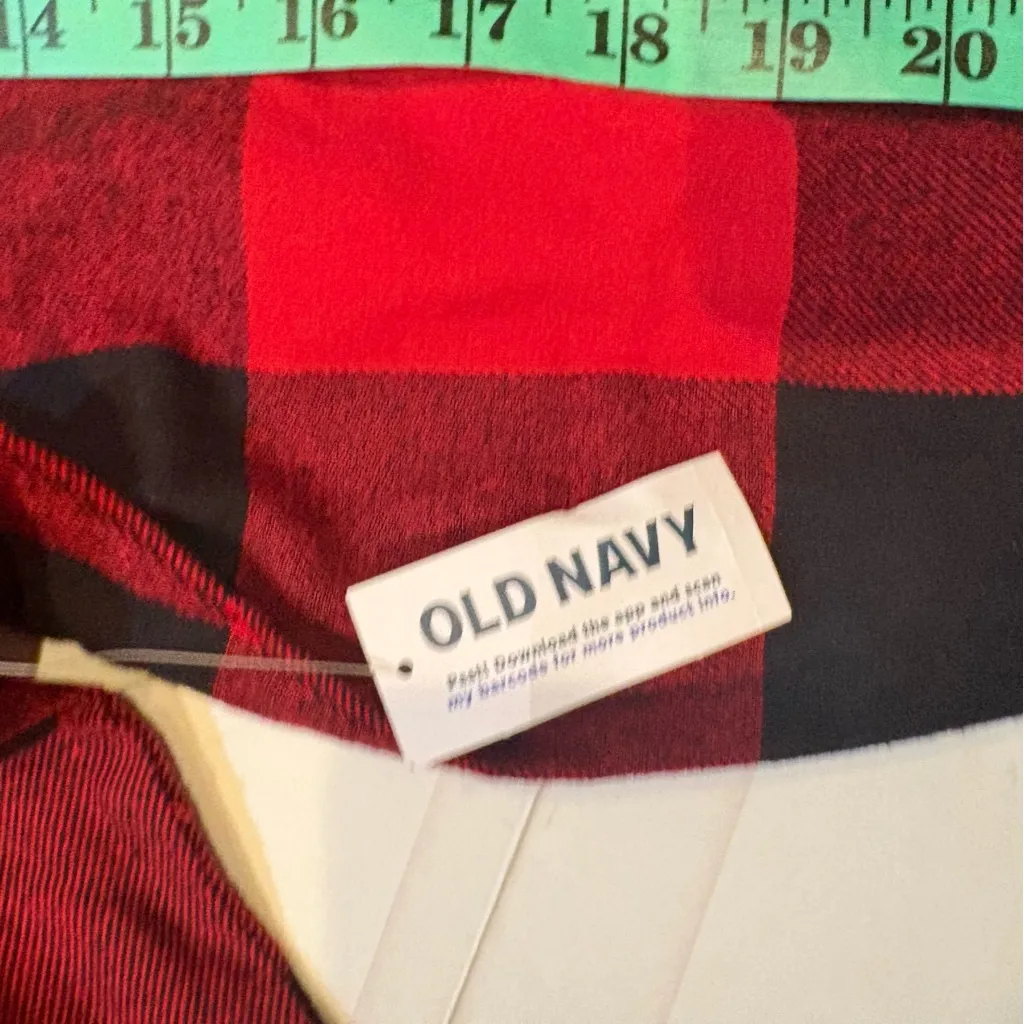 14 15 16 17 18 19 20
OLD NAVY
Psst! Download the app and scan
my barcode for more product info.